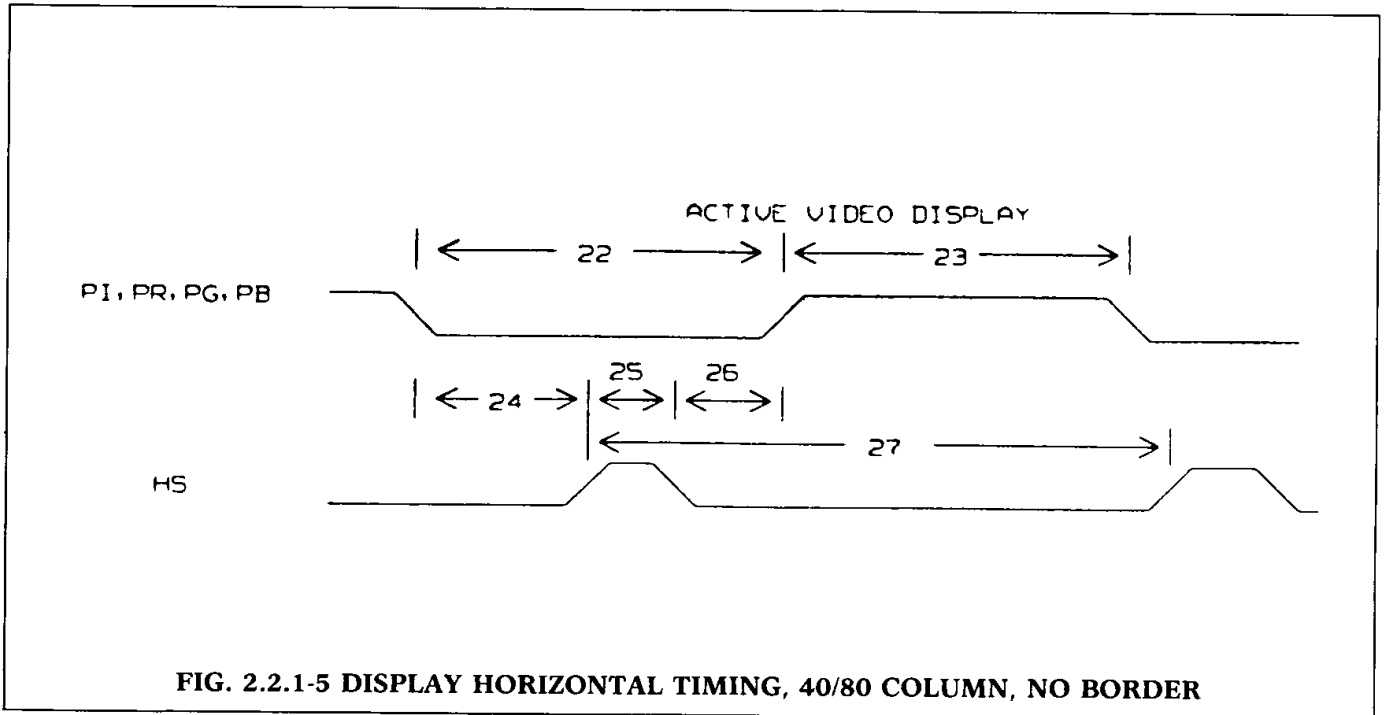 ACTIVE VIDEO DISPLAY
22 23
PI, PR, PG, PB
24 25 26
27
HS
FIG. 2.2.1-5 DISPLAY HORIZONTAL TIMING, 40/80 COLUMN, NO BORDER